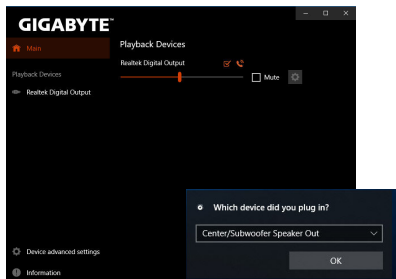 GIGABYTE™
Main
Playback Devices
Realtek Digital Output
Playback Devices
Realtek Digital Output
Mute
Device advanced settings
Information
Which device did you plug in?
Center/Subwoofer Speaker Out
OK